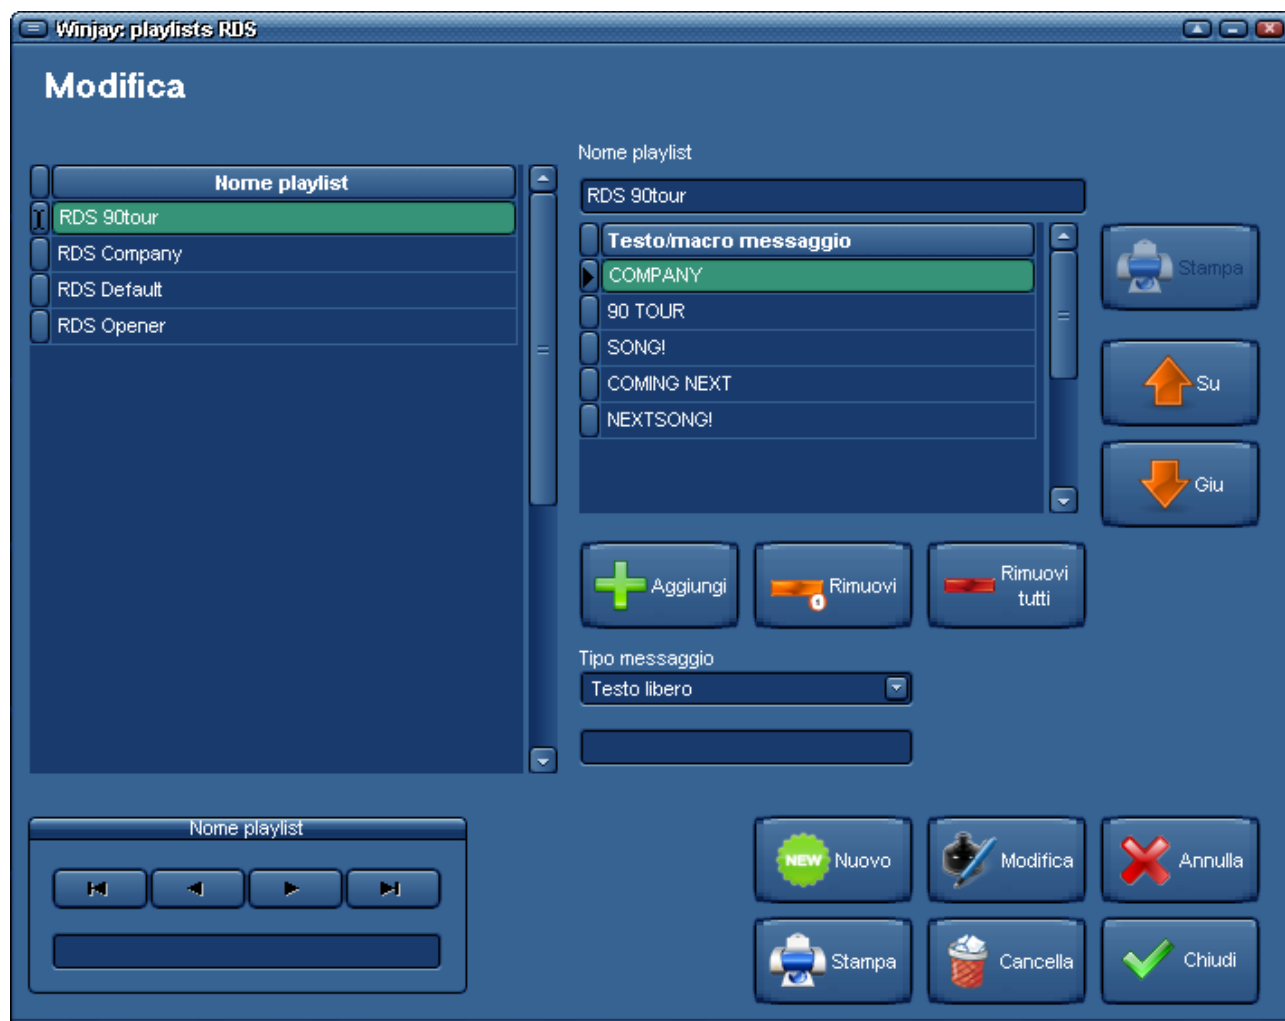 Winjay: playlists RDS
Modifica
Nome playlist
RDS 90tour
RDS Company
RDS Default
RDS Opener
Nome playlist
RDS 90tour
Testo/macro messaggio
COMPANY
90 TOUR
SONG!
COMING NEXT
NEXTSONG!
Stampa
Su
Giu
Aggiungi
1
Rimuovi
Rimuovi
tutti
Tipo messaggio
Testo libero
Nome playlist
NEW
Nuovo
Modifica
Annulla
Stampa
Cancella
Chiudi